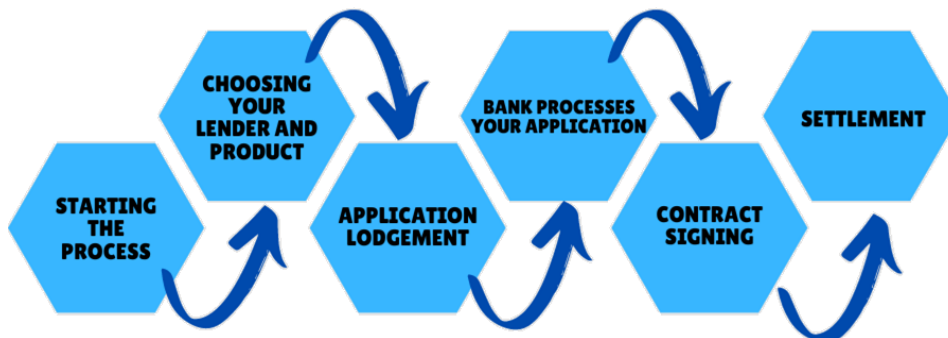 STARTING
THE
PROCESS
CHOOSING
YOUR
LENDER AND
PRODUCT
APPLICATION
LODGEMENT
BANK PROCESSES
YOUR APPLICATION
CONTRACT
SIGNING
SETTLEMENT